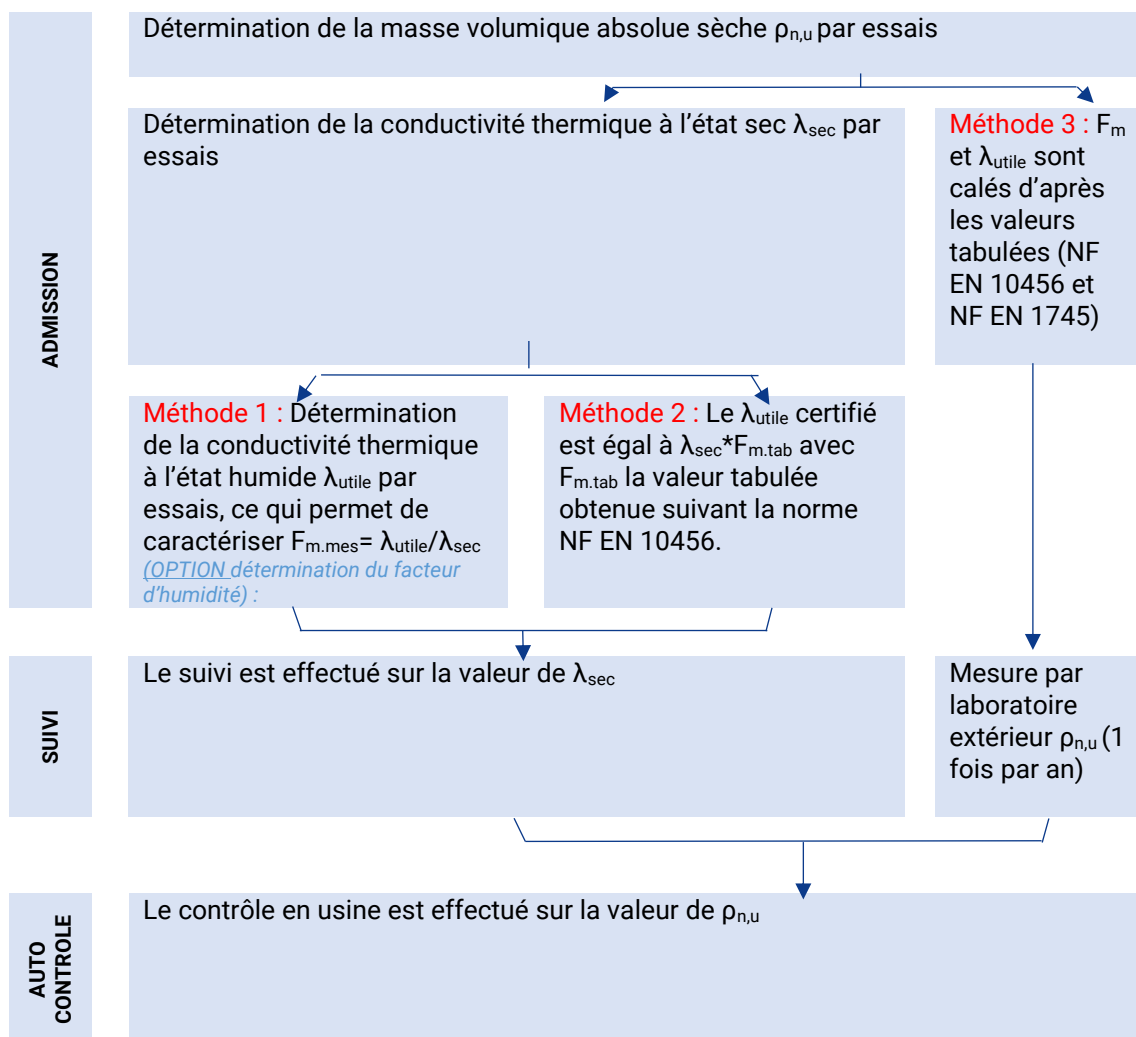 Détermination de la masse volumique absolue sèche ρn,u par essais
ADMISSION
Détermination de la conductivité thermique à l’état sec λsec par
essais
Méthode 3 : Fm
et λutile sont
calés d’après
les valeurs
tabulées (NF
EN 10456 et
NF EN 1745)
Méthode 1 : Détermination
de la conductivité thermique
à l’état humide λutile par
essais, ce qui permet de
caractériser Fm.mes= λutile/λsec
(OPTION détermination du facteur
d’humidité) :
Méthode 2 : Le λutile certifié
est égal à λsec*Fm.tab avec
Fm.tab la valeur tabulée
obtenue suivant la norme
NF EN 10456.
SUIVI
Le suivi est effectué sur la valeur de λsec
Mesure par
laboratoire
extérieur ρn,u (1
fois par an)
AUTO
CONTROLE
Le contrôle en usine est effectué sur la valeur de ρn,u